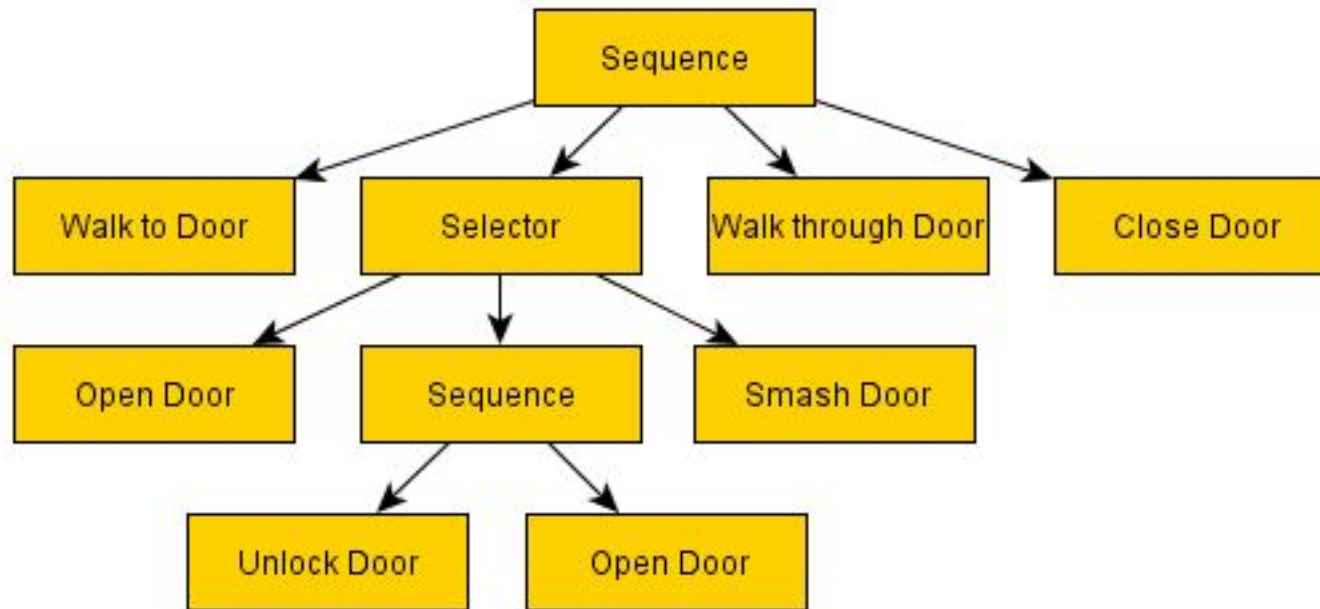 Sequence
Walk to Door
Selector
Walk through Door
Close Door
Open Door
Sequence
Smash Door
Unlock Door
Open Door